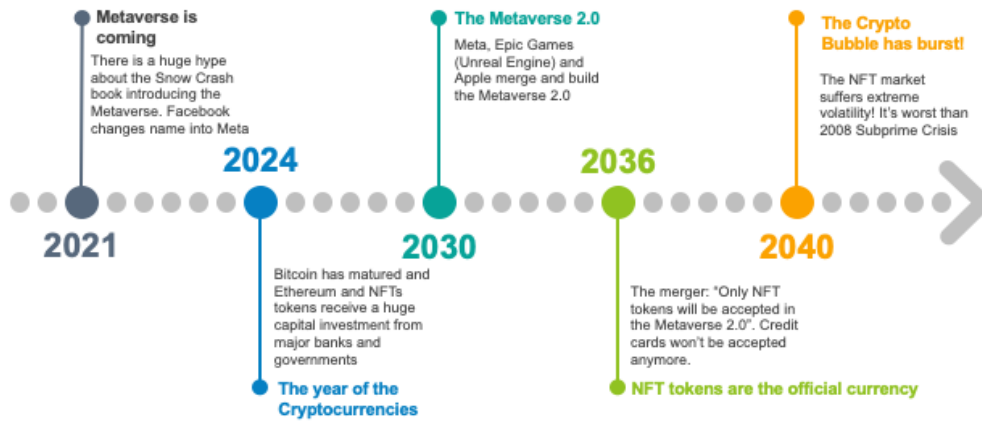 Metaverse is
coming
There is a huge hype
about the Snow Crash
book introducing the
Metaverse. Facebook
changes name into Meta
2021
2024
Bitcoin has matured and
Ethereum and NFTs
tokens receive a huge
capital investment from
major banks and
governments
The year of the
Cryptocurrencies
The Metaverse 2.0
Meta, Epic Games
(Unreal Engine) and
Apple merge and build
the Metaverse 2.0
2030
2036
The merger: "Only NFT
tokens will be accepted in
the Metaverse 2.0". Credit
cards won't be accepted
anymore.
NFT tokens are the official currency
The Crypto
Bubble has burst!
The NFT market
suffers extreme
volatility! It's worst than
2008 Subprime Crisis
2040